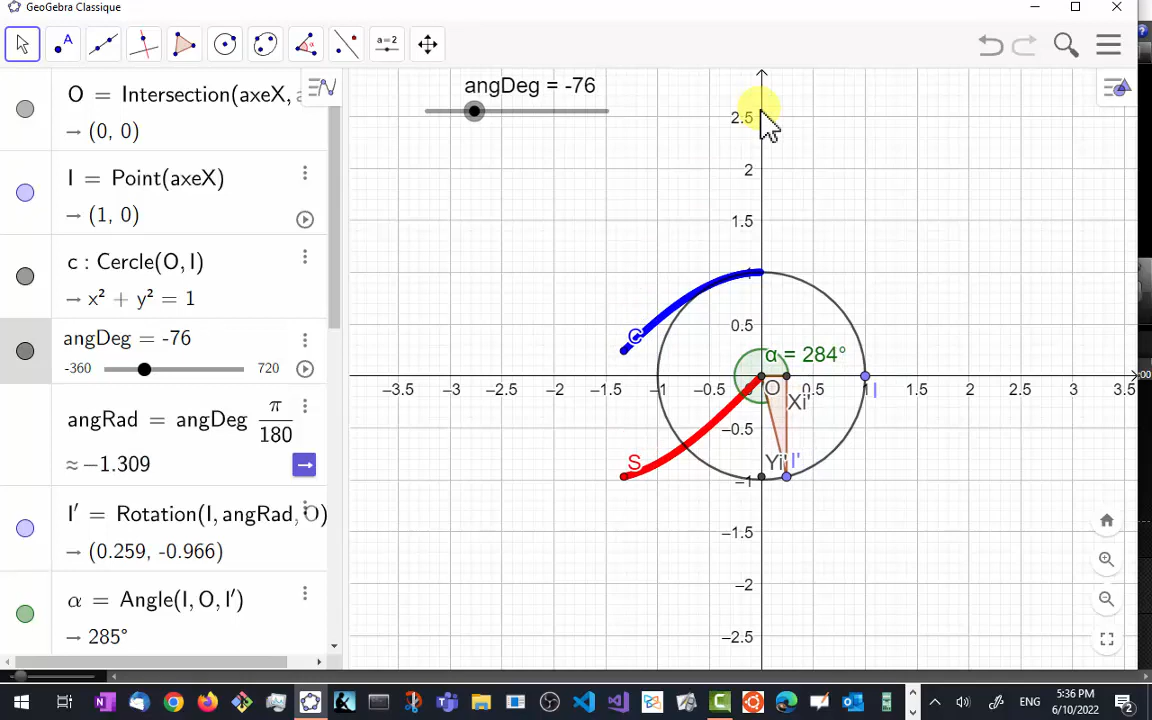 GeoGebra Classique
A
a=2
O = Intersection(axeX,
→ (0, 0)
I = Point(axeX)
→ (1, 0)
c : Cercle(O, I)
→ x² + y² = 1
angDeg = -76
-360
720
angRad = angDeg π/180
≈ −1.309
I′ = Rotation(I, angRad, O)
→ (0.259, -0.966)
α = Angle(I, O, I′)
→ 285°
angDeg = -76
2.5
2
1.5
1
0.5
C
α = 284°
−3.5 −3 −2.5 −2 −1.5 −1 −0.5 0 O 0.5 1 I 1.5 2 2.5 3 3.5
Xi'
−0.5
S
Yi' I'
−1
−1.5
−2
−2.5
:00
ENG
5:36 PM
6/10/2022
2